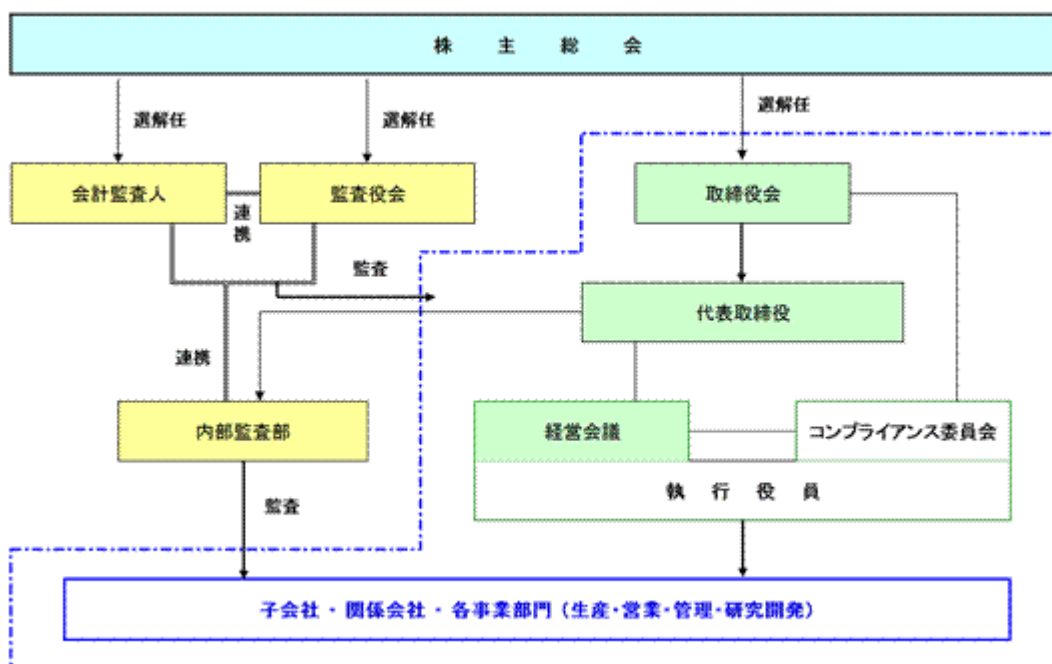 株主総会
選解任
選解任
選解任
会計監査人
連携
監査役会
取締役会
監査
代表取締役
連携
内部監査部
経営会議
コンプライアンス委員会
執行役員
監査
子会社・関係会社・各事業部門（生産・営業・管理・研究開発）